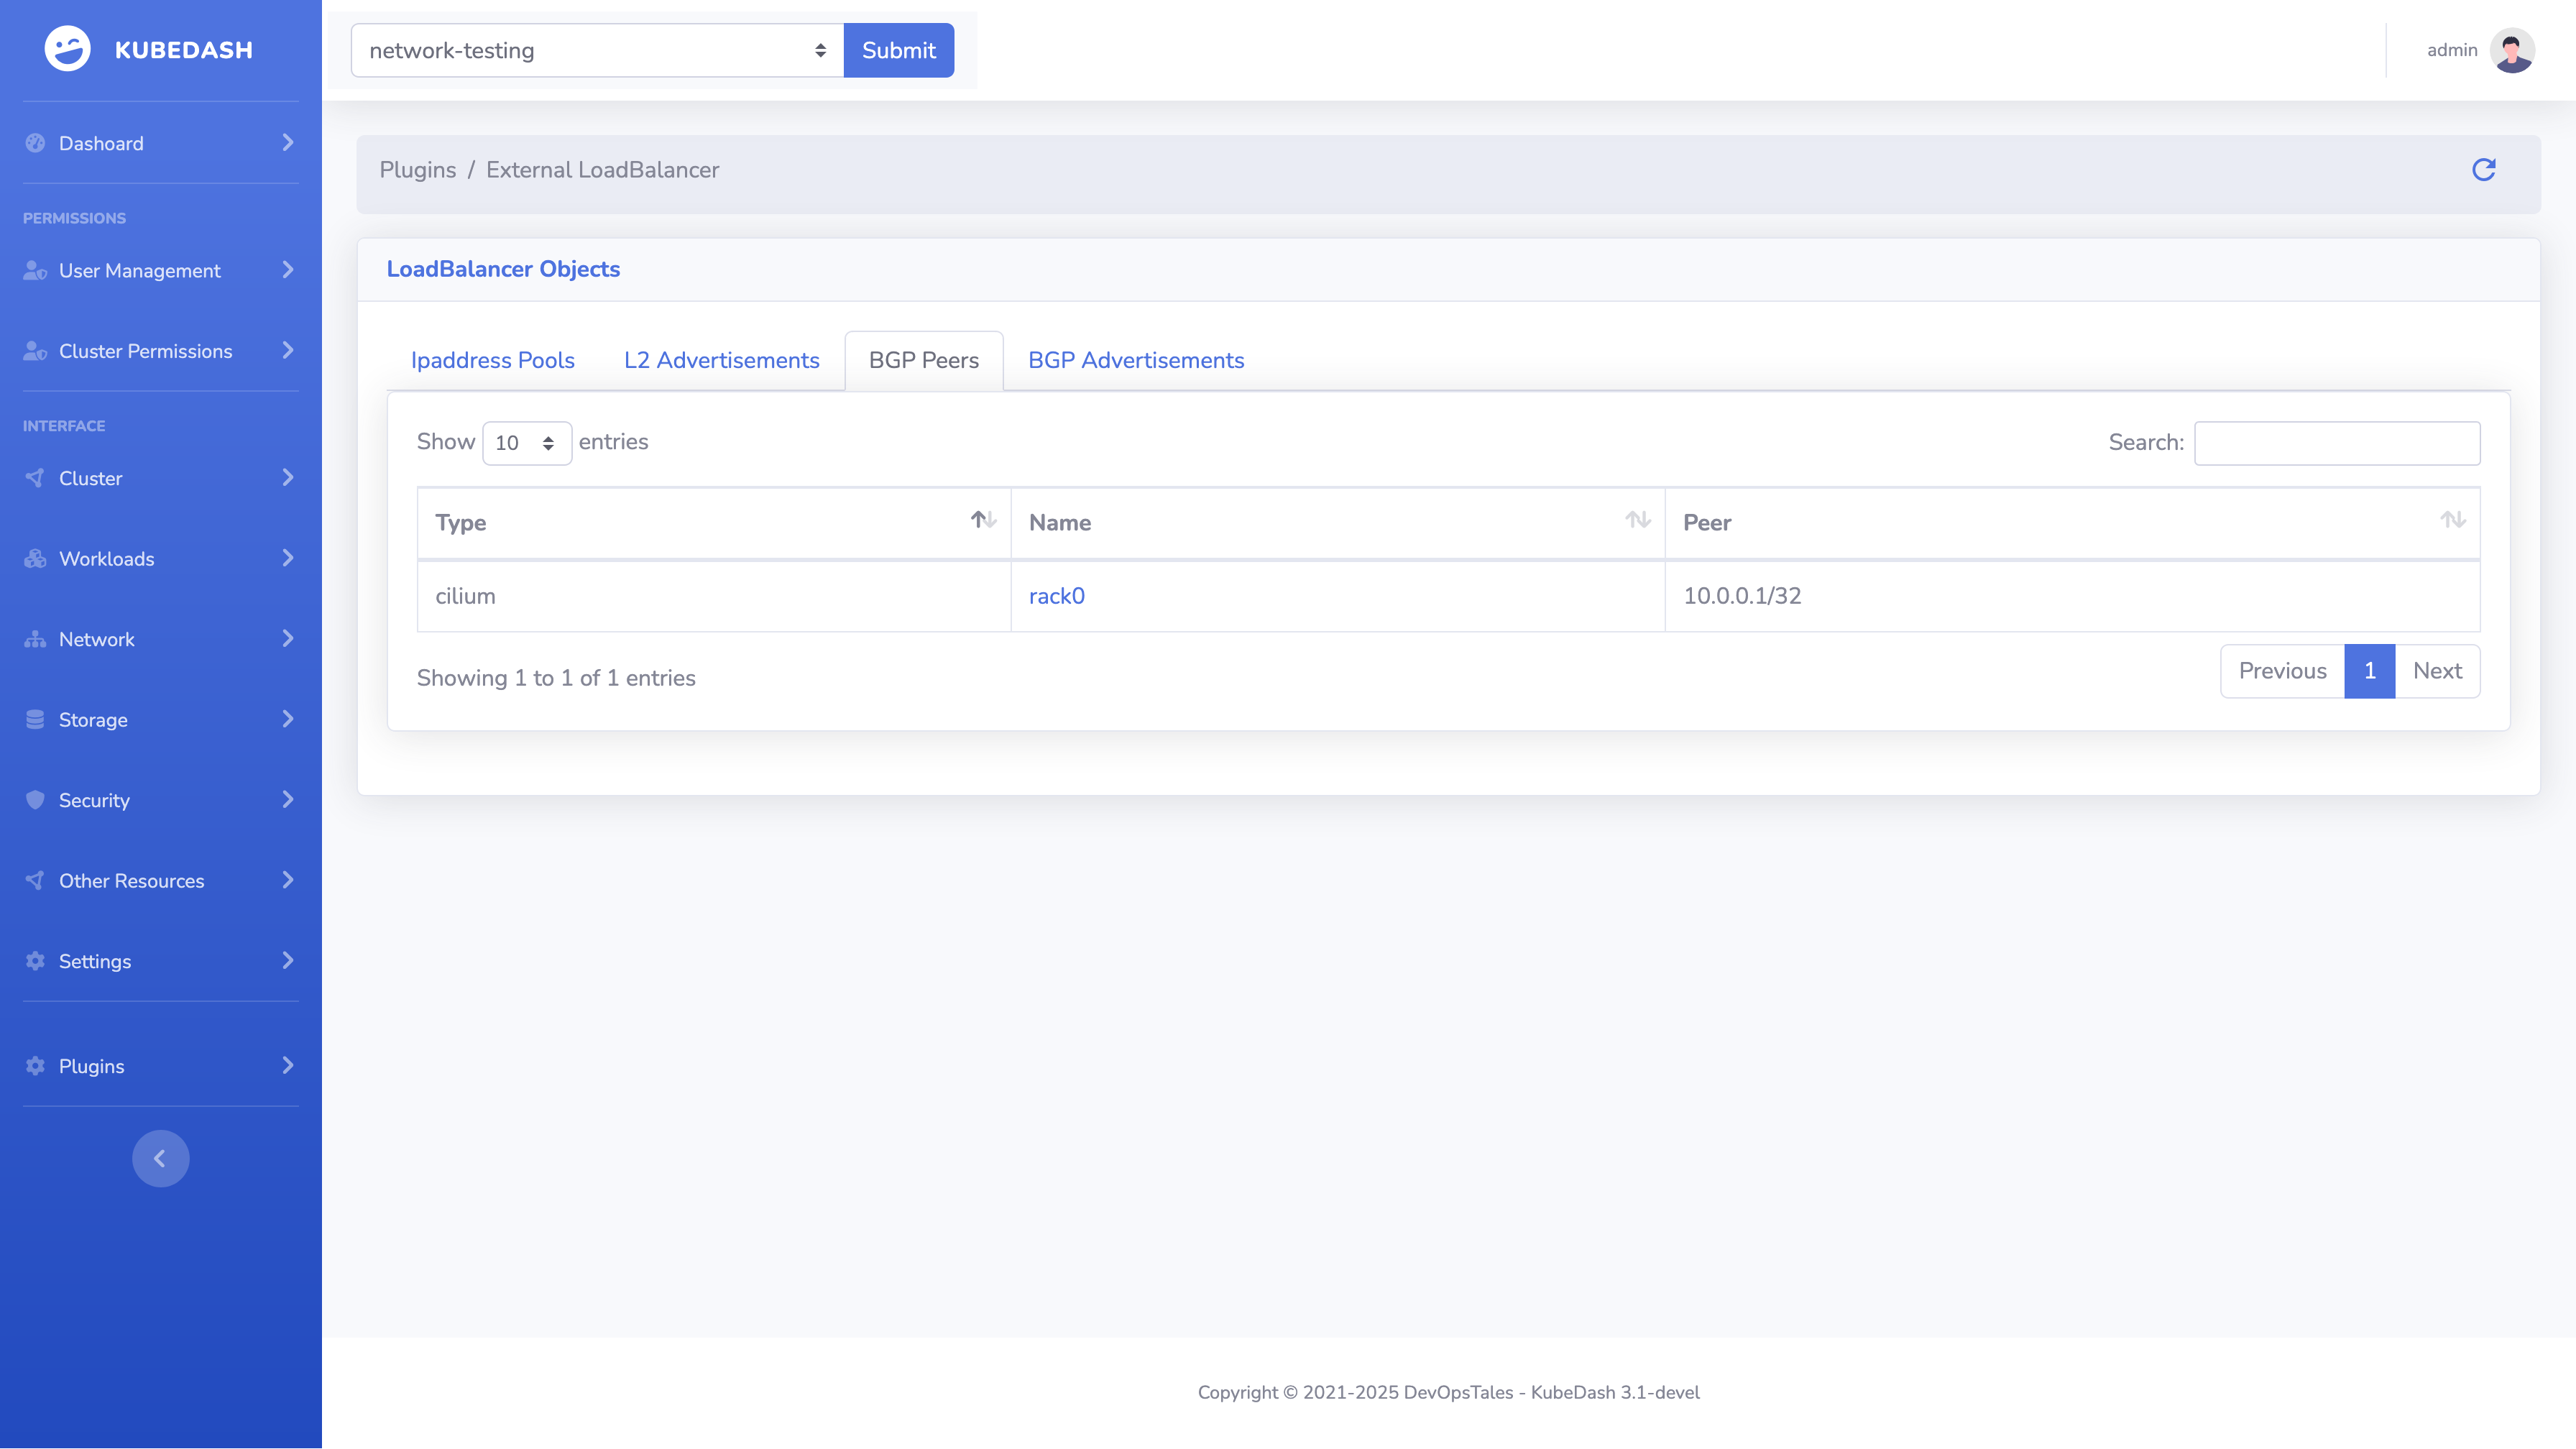 KUBEDASH
network-testing
Submit
admin
Dashoard
PERMISSIONS
User Management
Cluster Permissions
INTERFACE
Cluster
Workloads
Network
Storage
Security
Other Resources
Settings
Plugins
Plugins / External LoadBalancer
LoadBalancer Objects
Ipaddress Pools L2 Advertisements BGP Peers BGP Advertisements
Show 10 entries Search:
Type Name Peer
cilium rack0 10.0.0.1/32
Showing 1 to 1 of 1 entries Previous 1 Next
Copyright © 2021-2025 DevOpsTales - KubeDash 3.1-devel